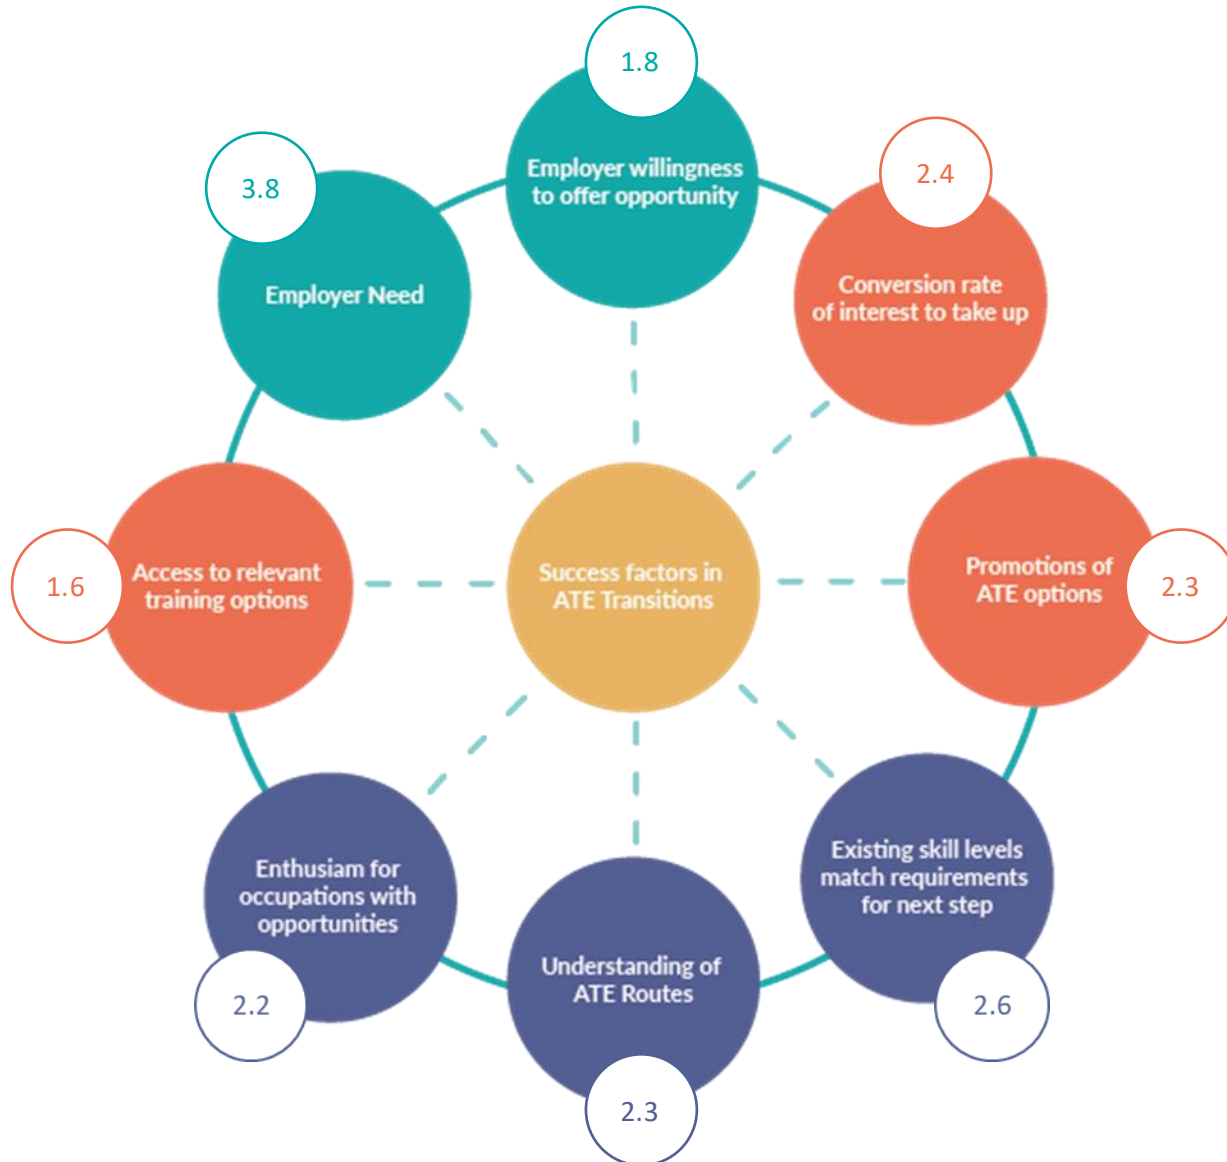 1.8
Employer willingness
to offer opportunity
2.4
Conversion rate
of interest to take up
3.8
Employer Need
1.6
Access to relevant
training options
Success factors in
ATE Transitions
Promotions of
ATE options
2.3
Enthusiam for
occupations with
opportunities
2.2
Understanding of
ATE Routes
2.3
Existing skill levels
match requirements
for next step
2.6